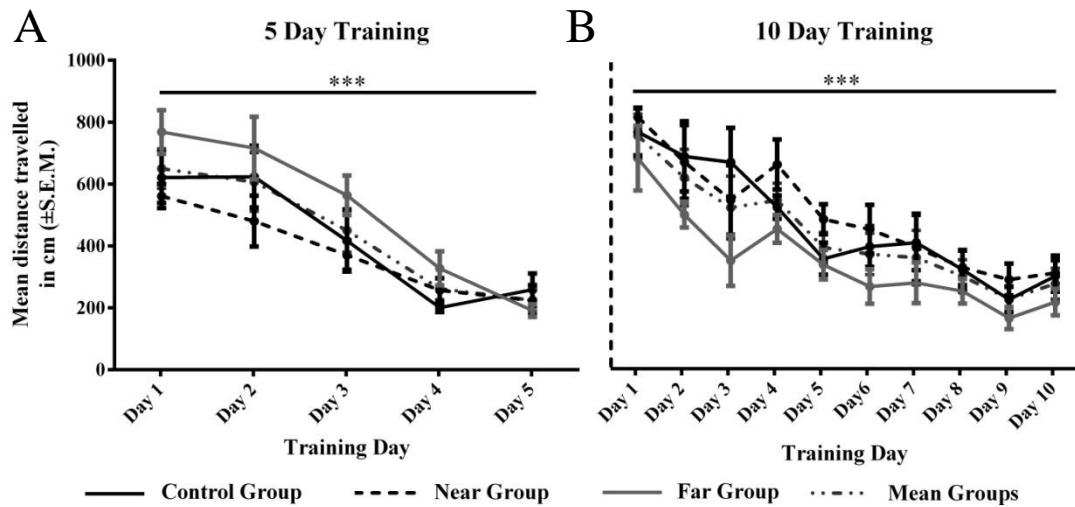 A
5 Day Training
B
10 Day Training
Mean distance travelled
in cm (±S.E.M.)
1000
800
600
400
200
0
***
***
Day 1
Day 2
Day 3
Day 4
Day 5
Day 1
Day 2
Day 3
Day 4
Day 5
Day6
Day 7
Day 8
Day 9
Day 10
Training Day
Training Day
Control Group
Near Group
Far Group
Mean Groups